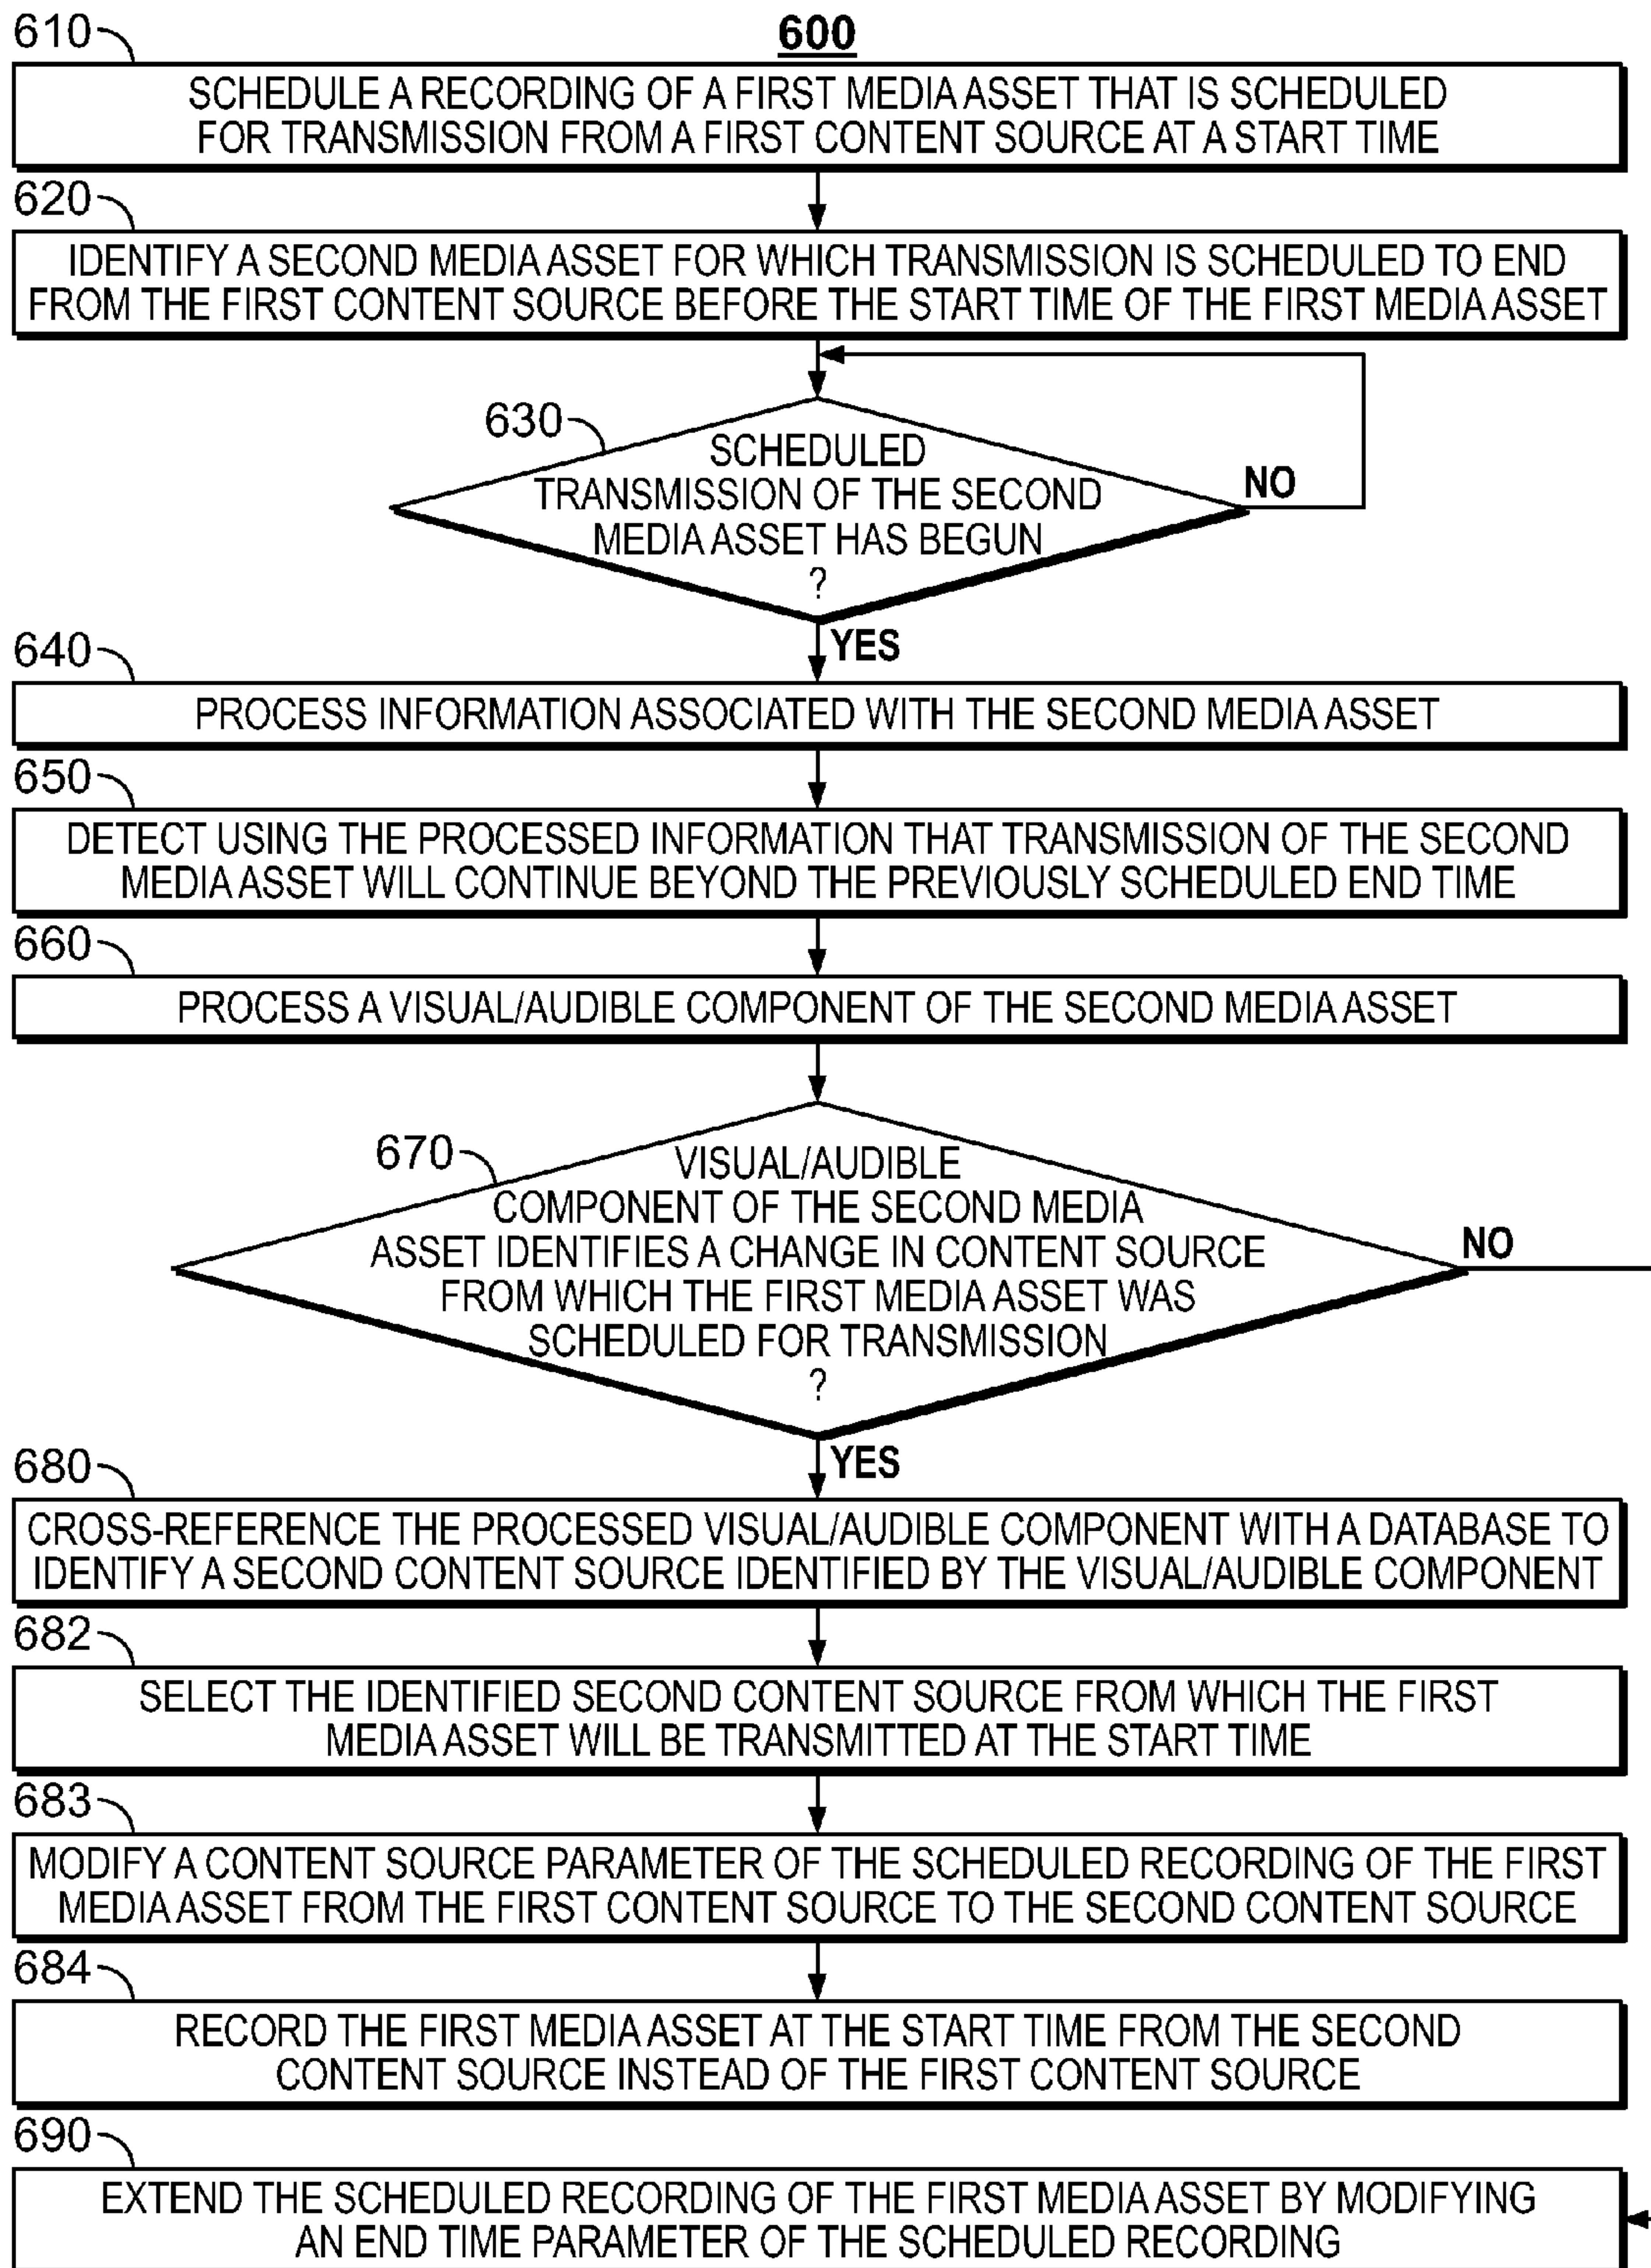 600
610
SCHEDULE A RECORDING OF A FIRST MEDIA ASSET THAT IS SCHEDULED
FOR TRANSMISSION FROM A FIRST CONTENT SOURCE AT A START TIME
620
IDENTIFY A SECOND MEDIA ASSET FOR WHICH TRANSMISSION IS SCHEDULED TO END
FROM THE FIRST CONTENT SOURCE BEFORE THE START TIME OF THE FIRST MEDIA ASSET
630
SCHEDULED
TRANSMISSION OF THE SECOND
MEDIA ASSET HAS BEGUN
?
NO
YES
640
PROCESS INFORMATION ASSOCIATED WITH THE SECOND MEDIA ASSET
650
DETECT USING THE PROCESSED INFORMATION THAT TRANSMISSION OF THE SECOND
MEDIA ASSET WILL CONTINUE BEYOND THE PREVIOUSLY SCHEDULED END TIME
660
PROCESS A VISUAL/AUDIBLE COMPONENT OF THE SECOND MEDIA ASSET
670
VISUAL/AUDIBLE
COMPONENT OF THE SECOND MEDIA
ASSET IDENTIFIES A CHANGE IN CONTENT SOURCE
FROM WHICH THE FIRST MEDIA ASSET WAS
SCHEDULED FOR TRANSMISSION
?
NO
YES
680
CROSS-REFERENCE THE PROCESSED VISUAL/AUDIBLE COMPONENT WITH A DATABASE TO
IDENTIFY A SECOND CONTENT SOURCE IDENTIFIED BY THE VISUAL/AUDIBLE COMPONENT
682
SELECT THE IDENTIFIED SECOND CONTENT SOURCE FROM WHICH THE FIRST
MEDIA ASSET WILL BE TRANSMITTED AT THE START TIME
683
MODIFY A CONTENT SOURCE PARAMETER OF THE SCHEDULED RECORDING OF THE FIRST
MEDIA ASSET FROM THE FIRST CONTENT SOURCE TO THE SECOND CONTENT SOURCE
684
RECORD THE FIRST MEDIA ASSET AT THE START TIME FROM THE SECOND
CONTENT SOURCE INSTEAD OF THE FIRST CONTENT SOURCE
690
EXTEND THE SCHEDULED RECORDING OF THE FIRST MEDIA ASSET BY MODIFYING
AN END TIME PARAMETER OF THE SCHEDULED RECORDING